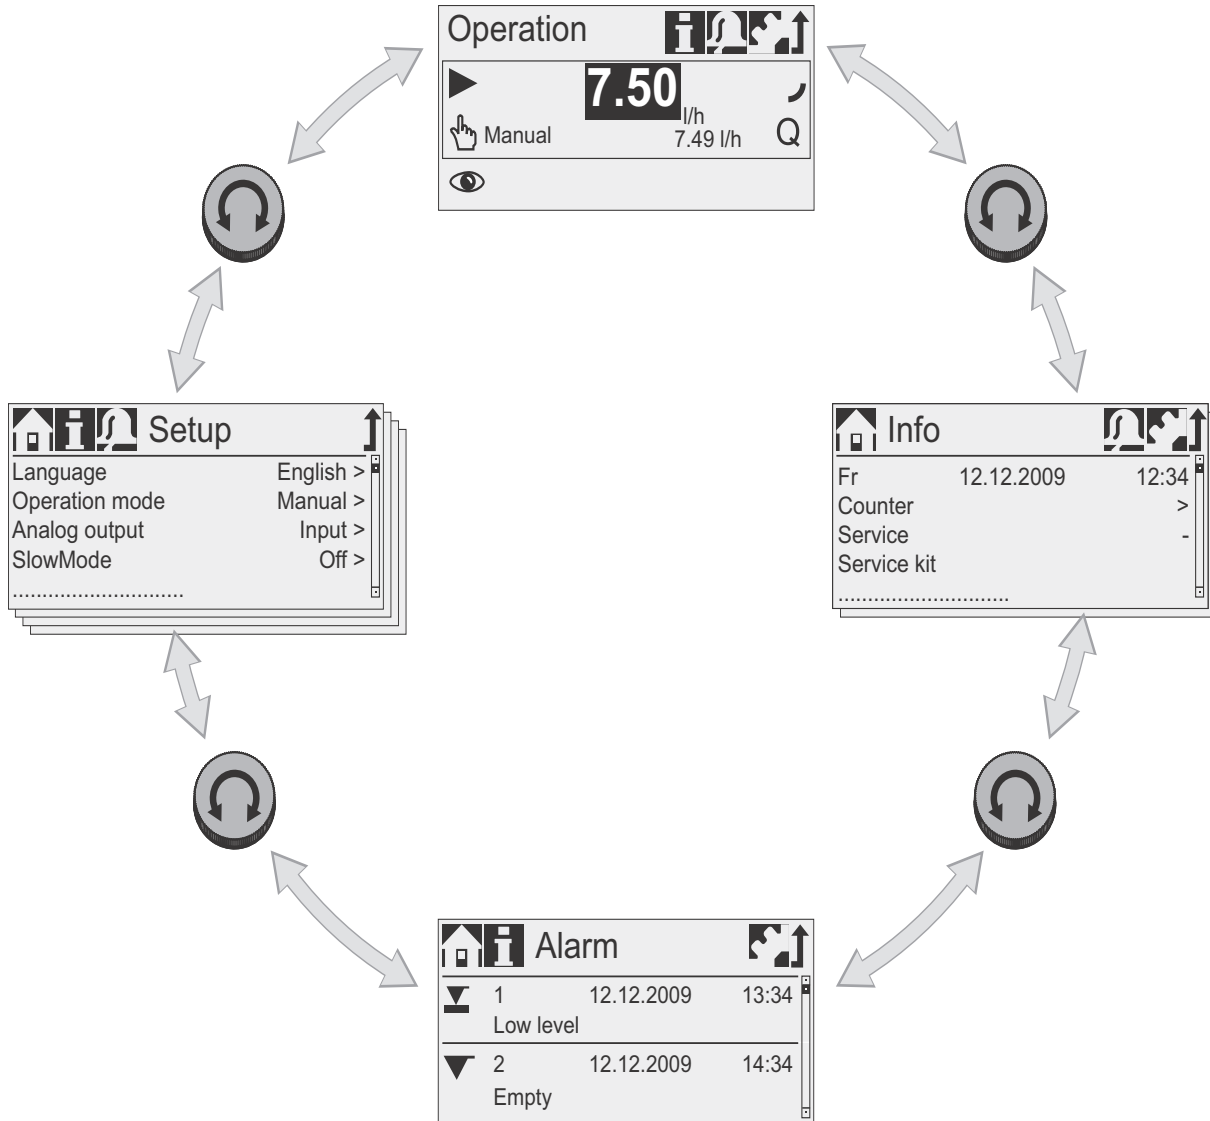 Operation
7.50
l/h
Manual 7.49 l/h Q
Setup
Language English >
Operation mode Manual >
Analog output Input >
SlowMode Off >
.............................
Info
Fr 12.12.2009 12:34
Counter >
Service -
Service kit
.............................
Alarm
1 12.12.2009 13:34
Low level
2 12.12.2009 14:34
Empty